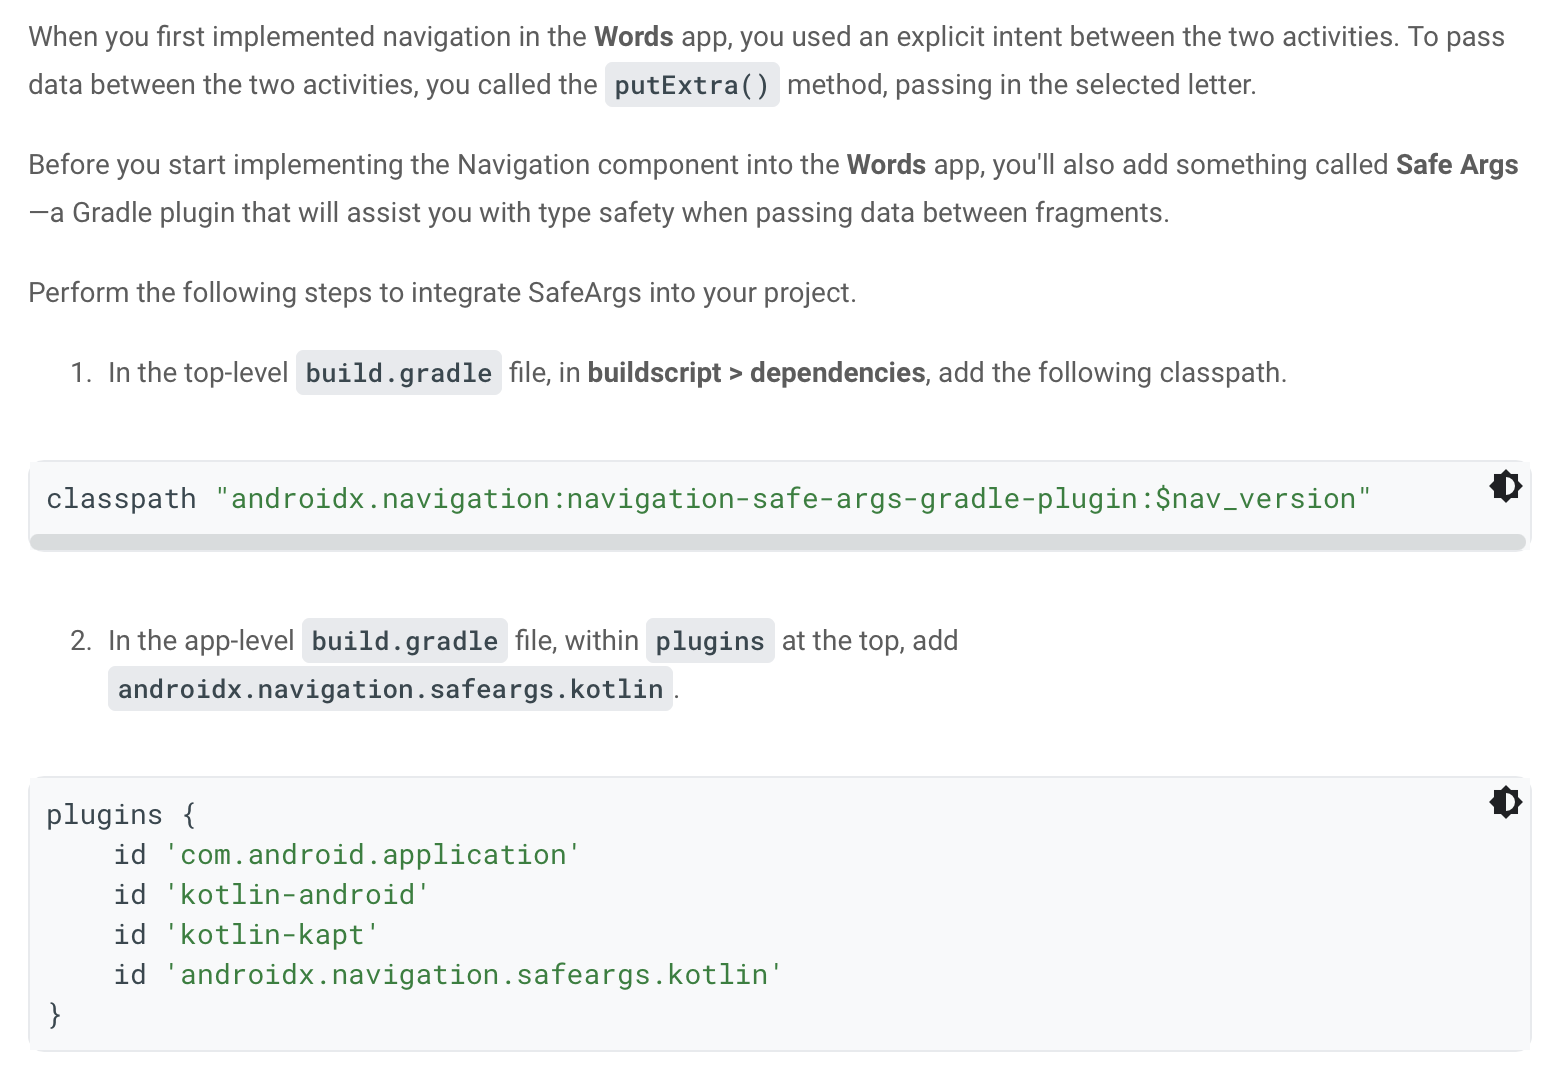 When you first implemented navigation in the Words app, you used an explicit intent between the two activities. To pass
data between the two activities, you called the putExtra() method, passing in the selected letter.
Before you start implementing the Navigation component into the Words app, you'll also add something called Safe Args
—a Gradle plugin that will assist you with type safety when passing data between fragments.
Perform the following steps to integrate SafeArgs into your project.
1. In the top-level build.gradle file, in buildscript > dependencies, add the following classpath.
classpath "androidx.navigation:navigation-safe-args-gradle-plugin:$nav_version"
2. In the app-level build.gradle file, within plugins at the top, add
androidx.navigation.safeargs.kotlin .
plugins {
    id 'com.android.application'
    id 'kotlin-android'
    id 'kotlin-kapt'
    id 'androidx.navigation.safeargs.kotlin'
}